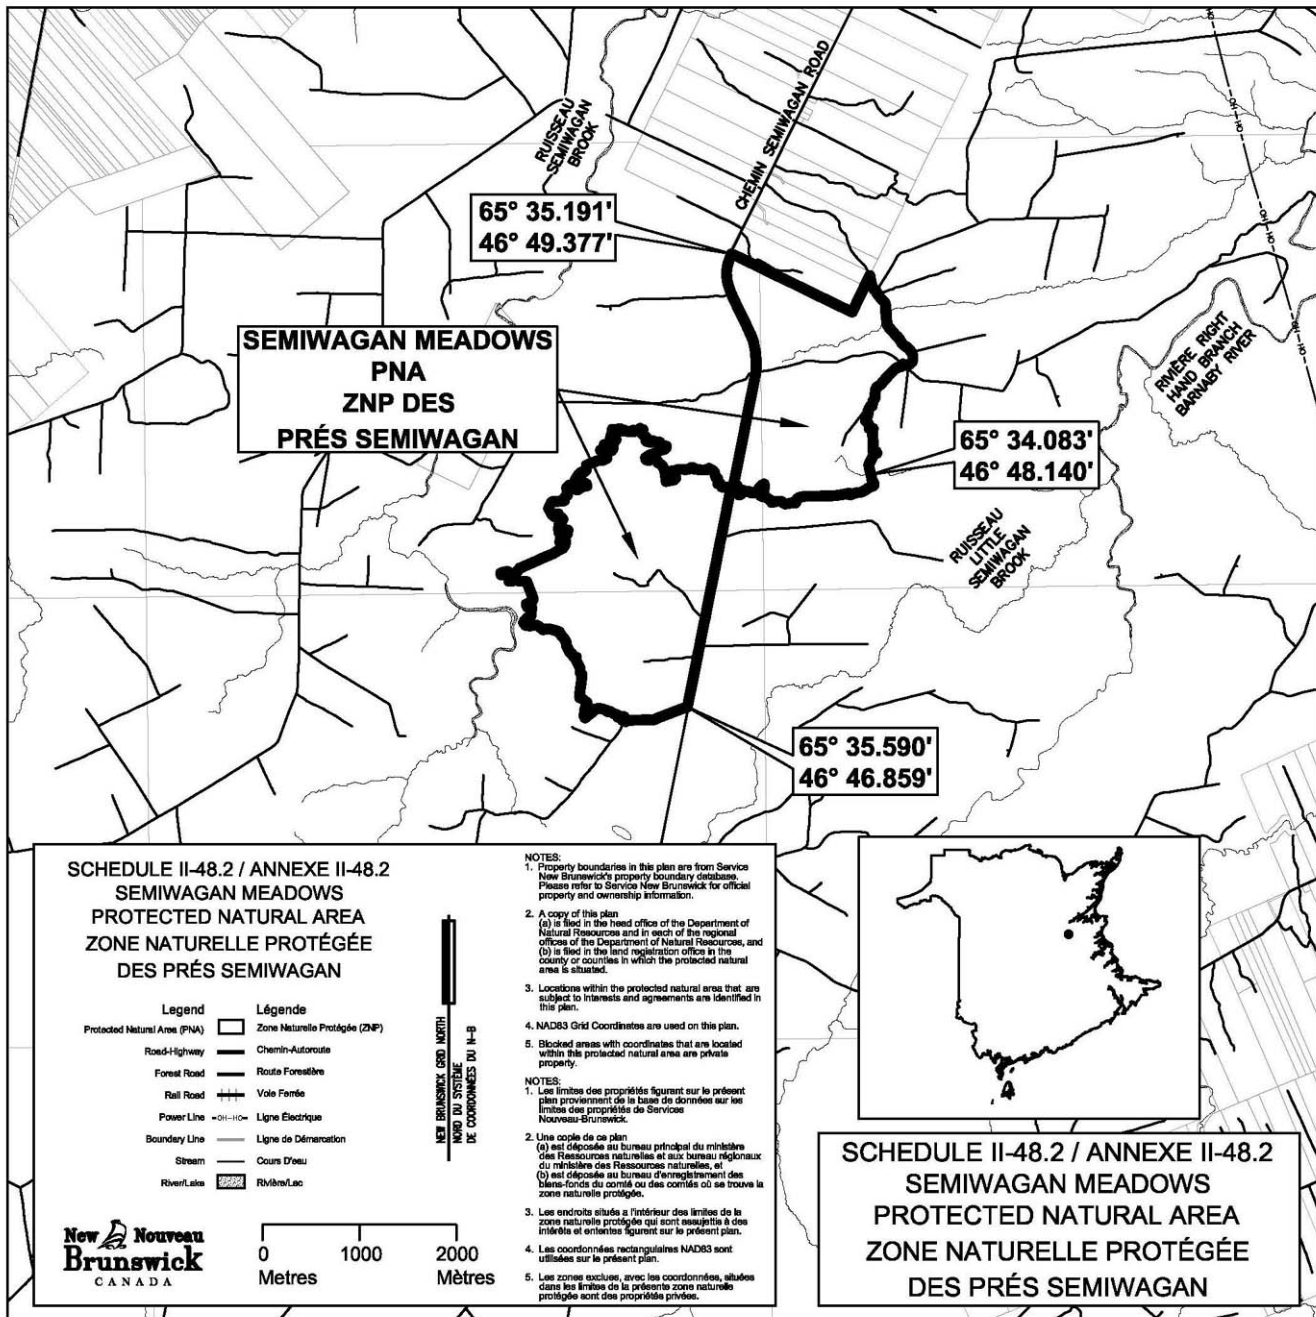 RUISSEAU
SEMIWAGAN
BROOK
CHEMIN SEMIWAGAN ROAD
65° 35.191'
46° 49.377'
SEMIWAGAN MEADOWS
PNA
ZNP DES
PRÉS SEMIWAGAN
RIVIÈRE RIGHT
HAND BRANCH
BARNABY RIVER
65° 34.083'
46° 48.140'
RUISSEAU
LITTLE
SEMIWAGAN
BROOK
65° 35.590'
46° 46.859'
SCHEDULE II-48.2 / ANNEXE II-48.2
SEMIWAGAN MEADOWS
PROTECTED NATURAL AREA
ZONE NATURELLE PROTÉGÉE
DES PRÉS SEMIWAGAN
Legend Légende
Protected Natural Area (PNA) Zone Naturelle Protégée (ZNP)
Road-Highway Chemin-Autoroute
Forest Road Route Forestière
Rail Road Voie Ferrée
Power Line -OH-HO- Ligne Électrique
Boundary Line Ligne de Démarcation
Stream Cours D'eau
River/Lake Rivière/Lac
NEW BRUNSWICK GRID NORTH
NORD DU SYSTÈME
DE COORDONNÉES DU N-B
New Nouveau
Brunswick
CANADA
0 1000 2000
Metres Mètres
NOTES:
1. Property boundaries in this plan are from Service
New Brunswick's property boundary database.
Please refer to Service New Brunswick for official
property and ownership information.
2. A copy of this plan
(a) is filed in the head office of the Department of
Natural Resources and in each of the regional
offices of the Department of Natural Resources, and
(b) is filed in the land registration office in the
county or counties in which the protected natural
area is situated.
3. Locations within the protected natural area that are
subject to interests and agreements are identified in
this plan.
4. NAD83 Grid Coordinates are used on this plan.
5. Blocked areas with coordinates that are located
within this protected natural area are private
property.
NOTES:
1. Les limites des propriétés figurant sur le présent
plan proviennent de la base de données sur les
limites des propriétés de Services
Nouveau-Brunswick.
2. Une copie de ce plan
(a) est déposée au bureau principal du ministère
des Ressources naturelles et aux bureau régionaux
du ministère des Ressources naturelles, et
(b) est déposée au bureau d'enregistrement des
biens-fonds du comté ou des comtés où se trouve la
zone naturelle protégée.
3. Les endroits situés a l'intérieur des limites de la
zone naturelle protégée qui sont assujettis à des
intérêts et ententes figurent sur le présent plan.
4. Les coordonnées rectangulaires NAD83 sont
utilisées sur le présent plan.
5. Les zones exclues, avec les coordonnées, situées
dans les limites de la présente zone naturelle
protégée sont des propriétés privées.
SCHEDULE II-48.2 / ANNEXE II-48.2
SEMIWAGAN MEADOWS
PROTECTED NATURAL AREA
ZONE NATURELLE PROTÉGÉE
DES PRÉS SEMIWAGAN